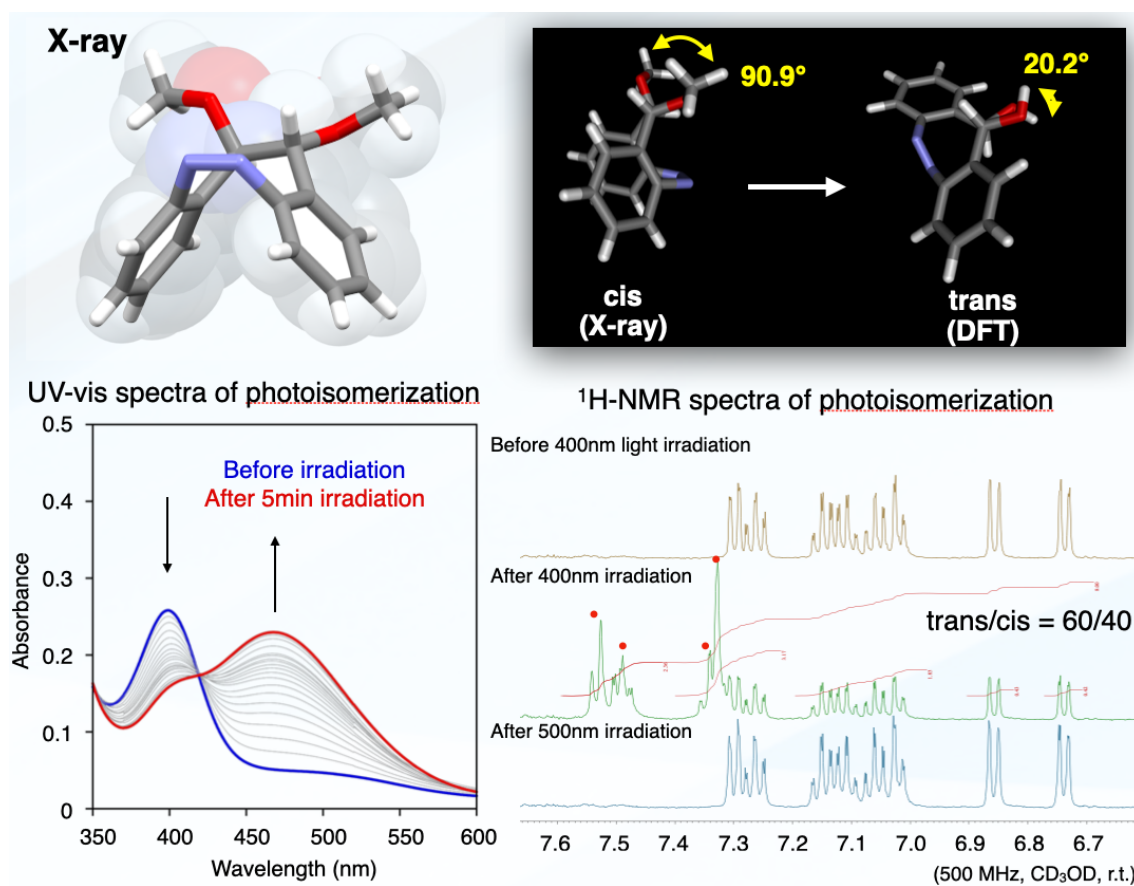 X-ray
90.9°
20.2°
cis
(X-ray)
trans
(DFT)
UV-vis spectra of photoisomerization
0.5
0.4
0.3
0.2
0.1
0
Absorbance
Before irradiation
After 5min irradiation
350
400
450
500
550
600
Wavelength (nm)
¹H-NMR spectra of photoisomerization
Before 400nm light irradiation
After 400nm irradiation
trans/cis = 60/40
After 500nm irradiation
7.6
7.5
7.4
7.3
7.2
7.1
7.0
6.9
6.8
6.7
(500 MHz, CD₃OD, r.t.)